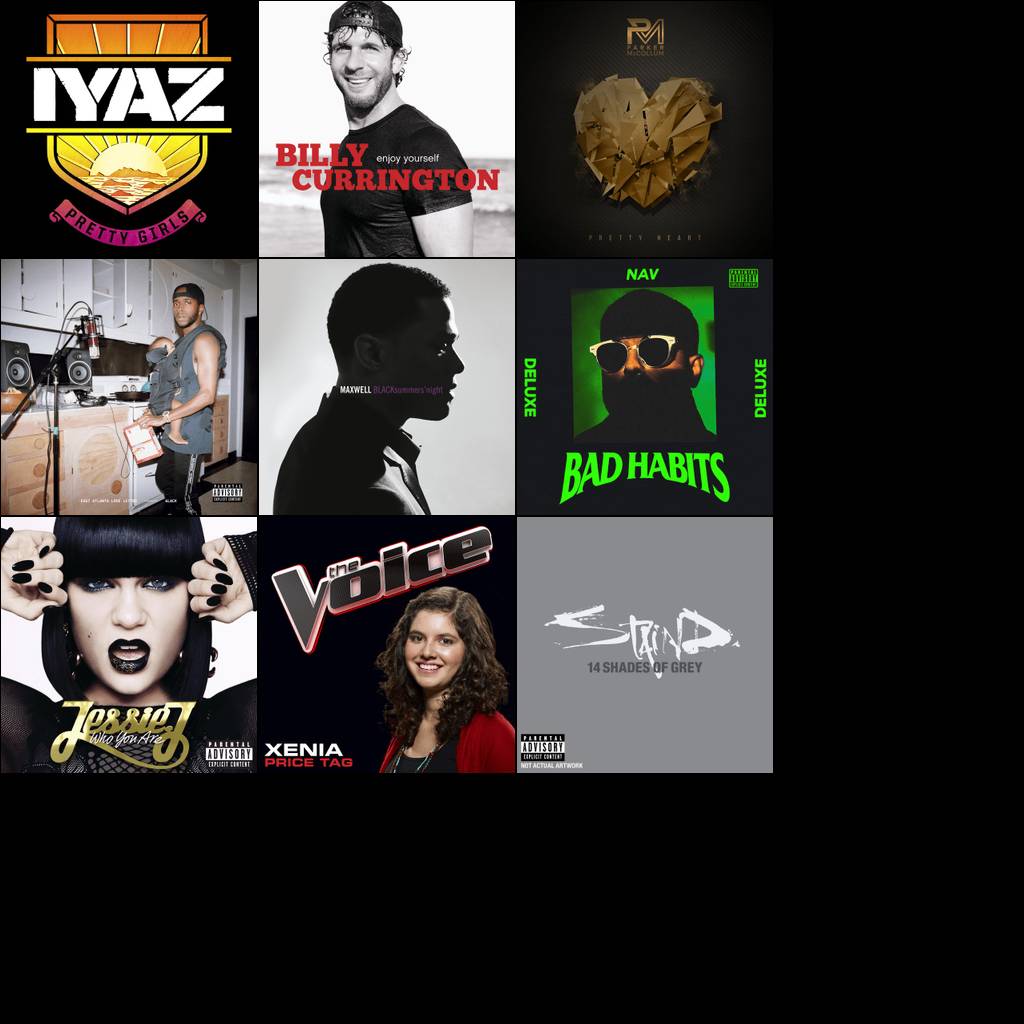 IYAZ
PRETTY GIRLS
BILLY
enjoy yourself
CURRINGTON
PM
PARKER
McCOLLUM
PRETTY HEART
EAST ATLANTA LOVE LETTER
BLACK
PARENTAL
ADVISORY
EXPLICIT CONTENT
MAXWELL BLACKsummers'night
NAV
PARENTAL
ADVISORY
EXPLICIT CONTENT
DELUXE
DELUXE
BAD HABITS
Jessie J
Who You Are
PARENTAL
ADVISORY
EXPLICIT CONTENT
the
Voice
XENIA
PRICE TAG
STAIND
14 SHADES OF GREY
PARENTAL
ADVISORY
EXPLICIT CONTENT
NOT ACTUAL ARTWORK